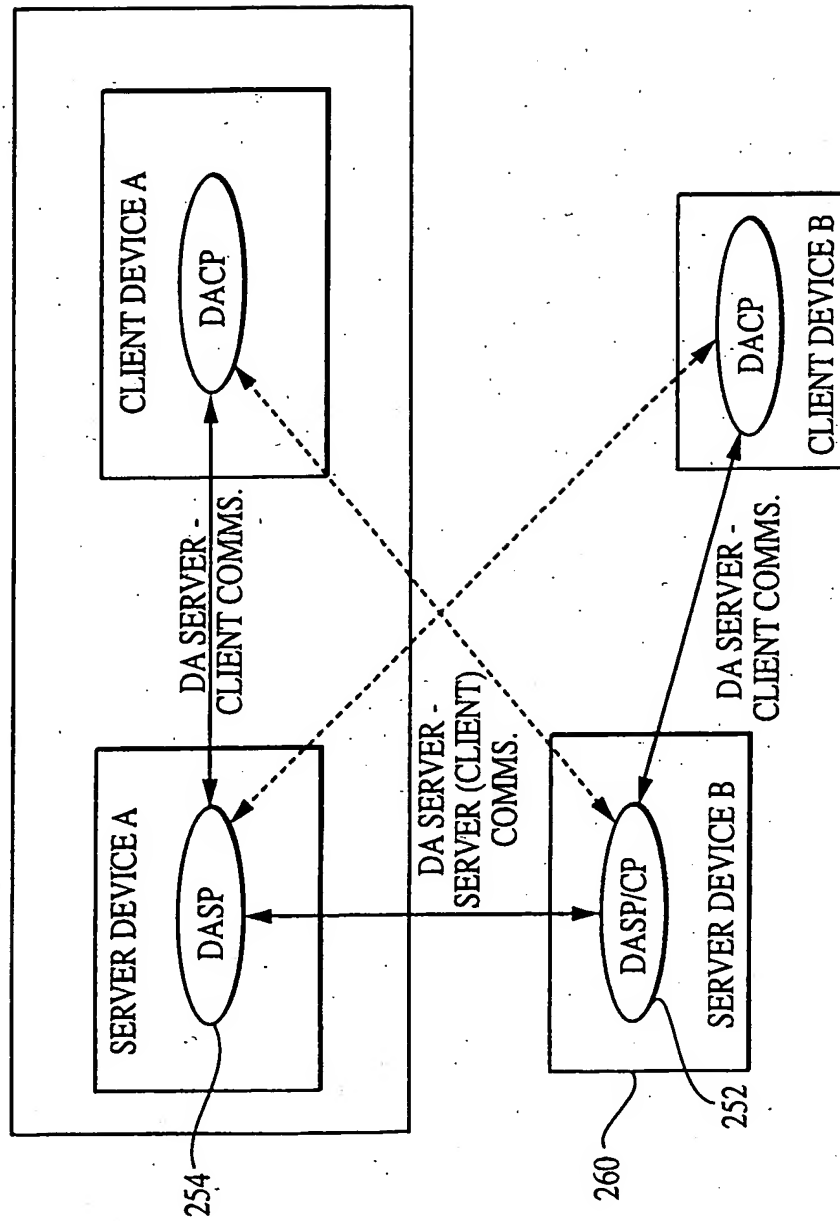 SERVER DEVICE A
DASP
254
DA SERVER -
CLIENT COMMS.
CLIENT DEVICE A
DACP
DA SERVER -
SERVER (CLIENT)
COMMS.
260
DASP/CP
SERVER DEVICE B
252
DA SERVER -
CLIENT COMMS.
DACP
CLIENT DEVICE B